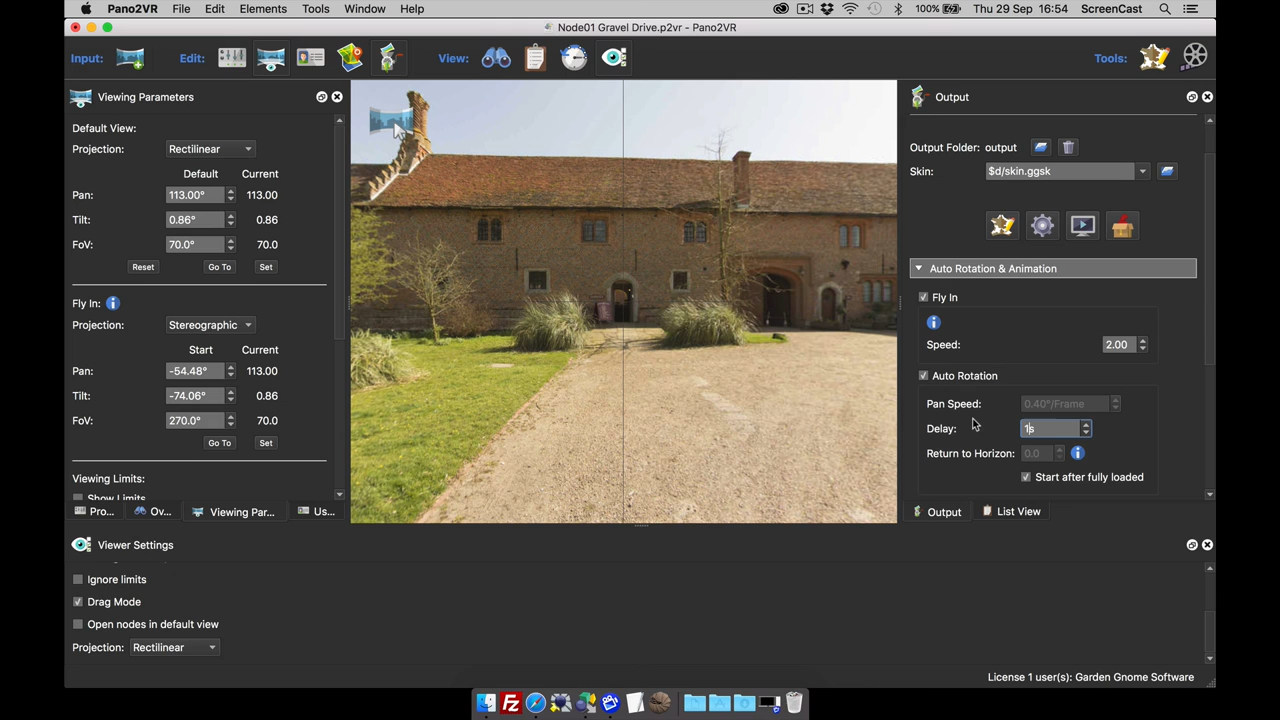 Pano2VR File Edit Elements Tools Window Help 100% Thu 29 Sep 16:54 ScreenCast
Node01 Gravel Drive.p2vr - Pano2VR
Input: Edit: View: Tools:
Viewing Parameters
Default View:
Projection: Rectilinear
Default Current
Pan: 113.00° 113.00
Tilt: 0.86° 0.86
FoV: 70.0° 70.0
Reset Go To Set
Fly In:
Projection: Stereographic
Start Current
Pan: -54.48° 113.00
Tilt: -74.06° 0.86
FoV: 270.0° 70.0
Go To Set
Viewing Limits:
Show Limits
Pro... Ov... Viewing Par... Us...
Output
Output Folder: output
Skin: $d/skin.ggsk
Auto Rotation & Animation
Fly In
Speed: 2.00
Auto Rotation
Pan Speed: 0.40°/Frame
Delay: 1s
Return to Horizon: 0.0
Start after fully loaded
Output List View
Viewer Settings
Ignore limits
Drag Mode
Open nodes in default view
Projection: Rectilinear
License 1 user(s): Garden Gnome Software